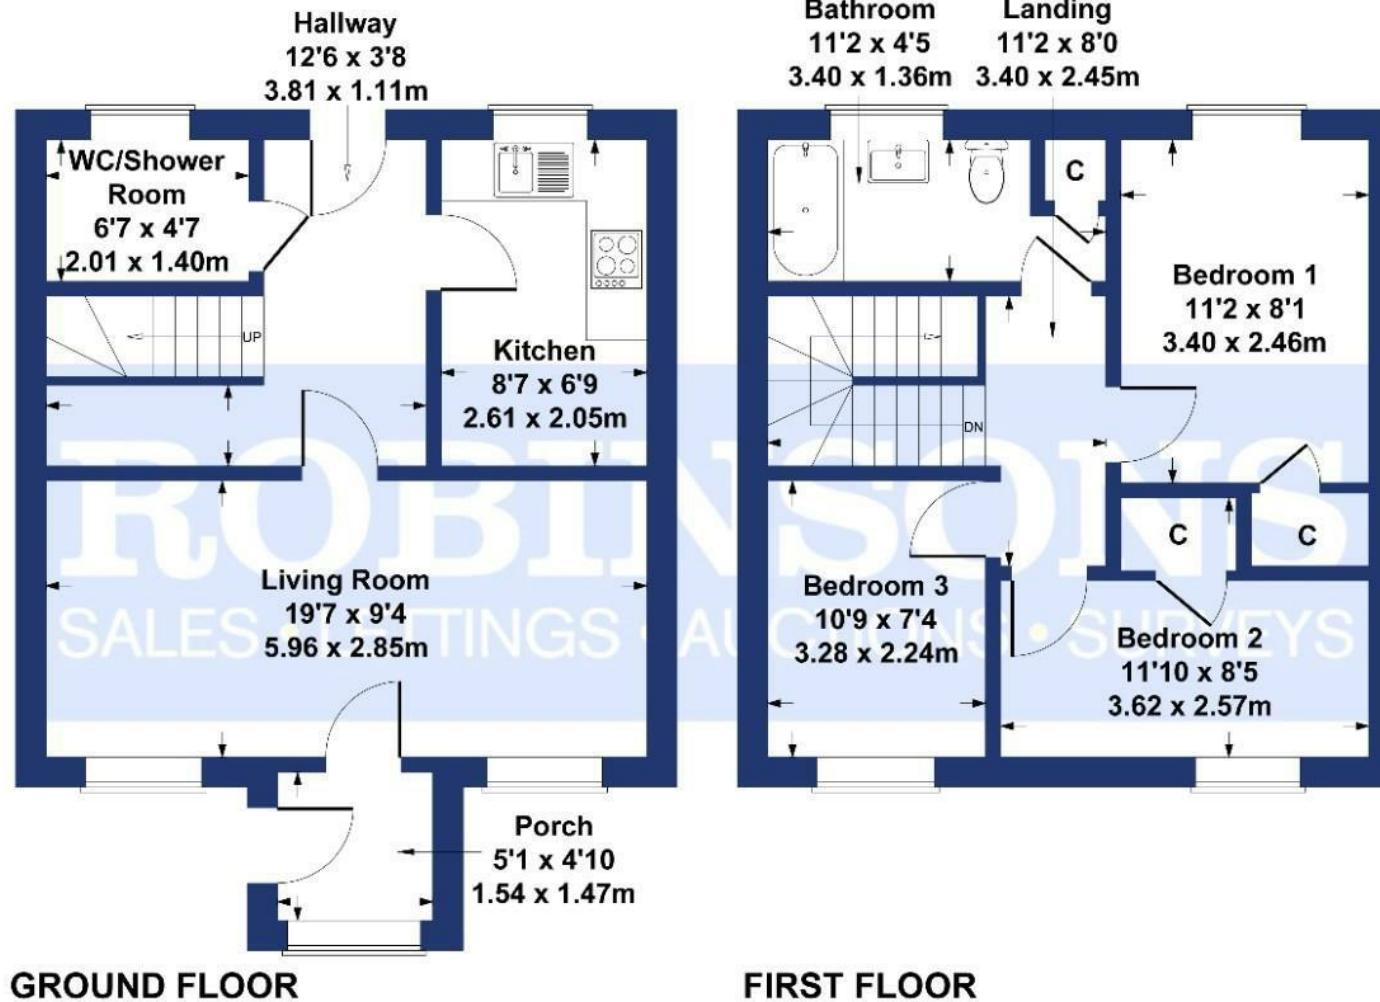 Hallway
12'6 x 3'8
3.81 x 1.11m
Bathroom
11'2 x 4'5
3.40 x 1.36m
Landing
11'2 x 8'0
3.40 x 2.45m
WC/Shower
Room
6'7 x 4'7
2.01 x 1.40m
UP
Kitchen
8'7 x 6'9
2.61 x 2.05m
C
Bedroom 1
11'2 x 8'1
3.40 x 2.46m
DN
ROBINSONS
SALES • LETTINGS • AUCTIONS • SURVEYS
Living Room
19'7 x 9'4
5.96 x 2.85m
C
C
Bedroom 3
10'9 x 7'4
3.28 x 2.24m
Bedroom 2
11'10 x 8'5
3.62 x 2.57m
Porch
5'1 x 4'10
1.54 x 1.47m
GROUND FLOOR
FIRST FLOOR